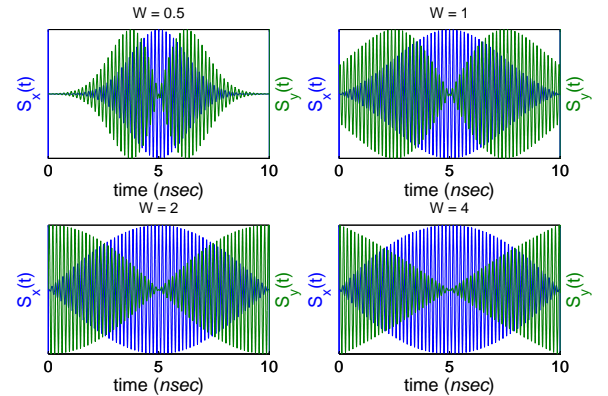 W = 0.5
S_x(t)
S_y(t)
0 5 10
time (nsec)
W = 1
S_x(t)
S_y(t)
0 5 10
time (nsec)
W = 2
S_x(t)
S_y(t)
0 5 10
time (nsec)
W = 4
S_x(t)
S_y(t)
0 5 10
time (nsec)